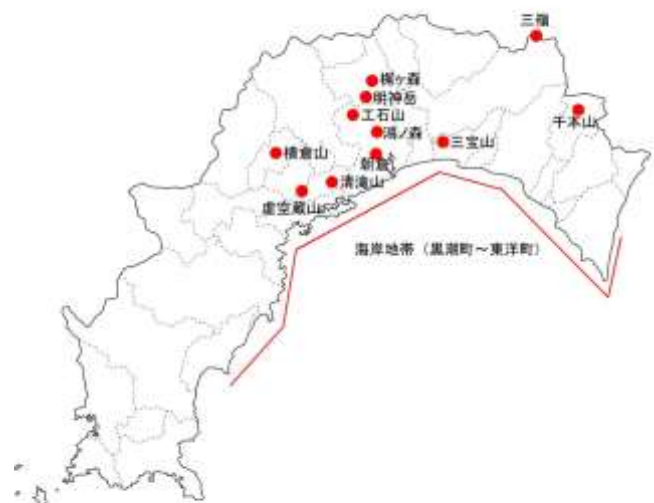 三嶺
梶ヶ森
明神岳
工石山
鴻ノ森
千本山
三宝山
横倉山
朝倉
清滝山
虚空蔵山
海岸地帯（黒潮町～東洋町）